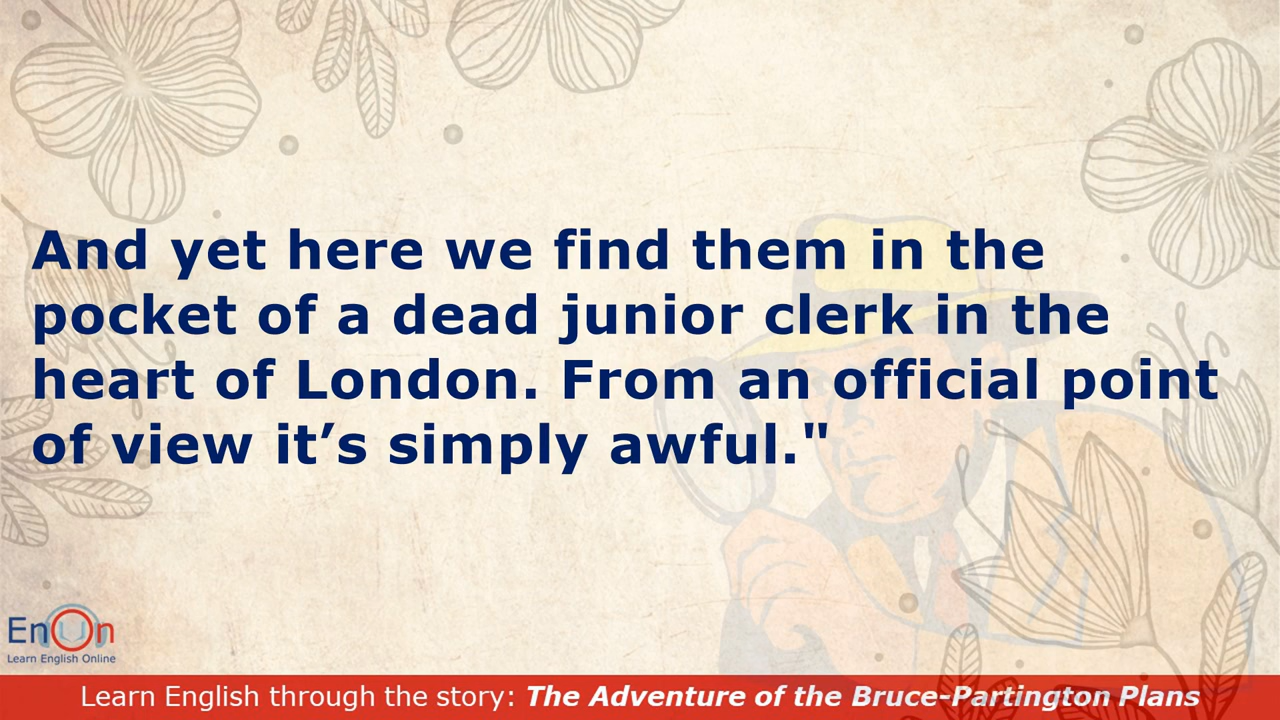 And yet here we find them in the
pocket of a dead junior clerk in the
heart of London. From an official point
of view it’s simply awful."
EnOn
Learn English Online
Learn English through the story: The Adventure of the Bruce-Partington Plans